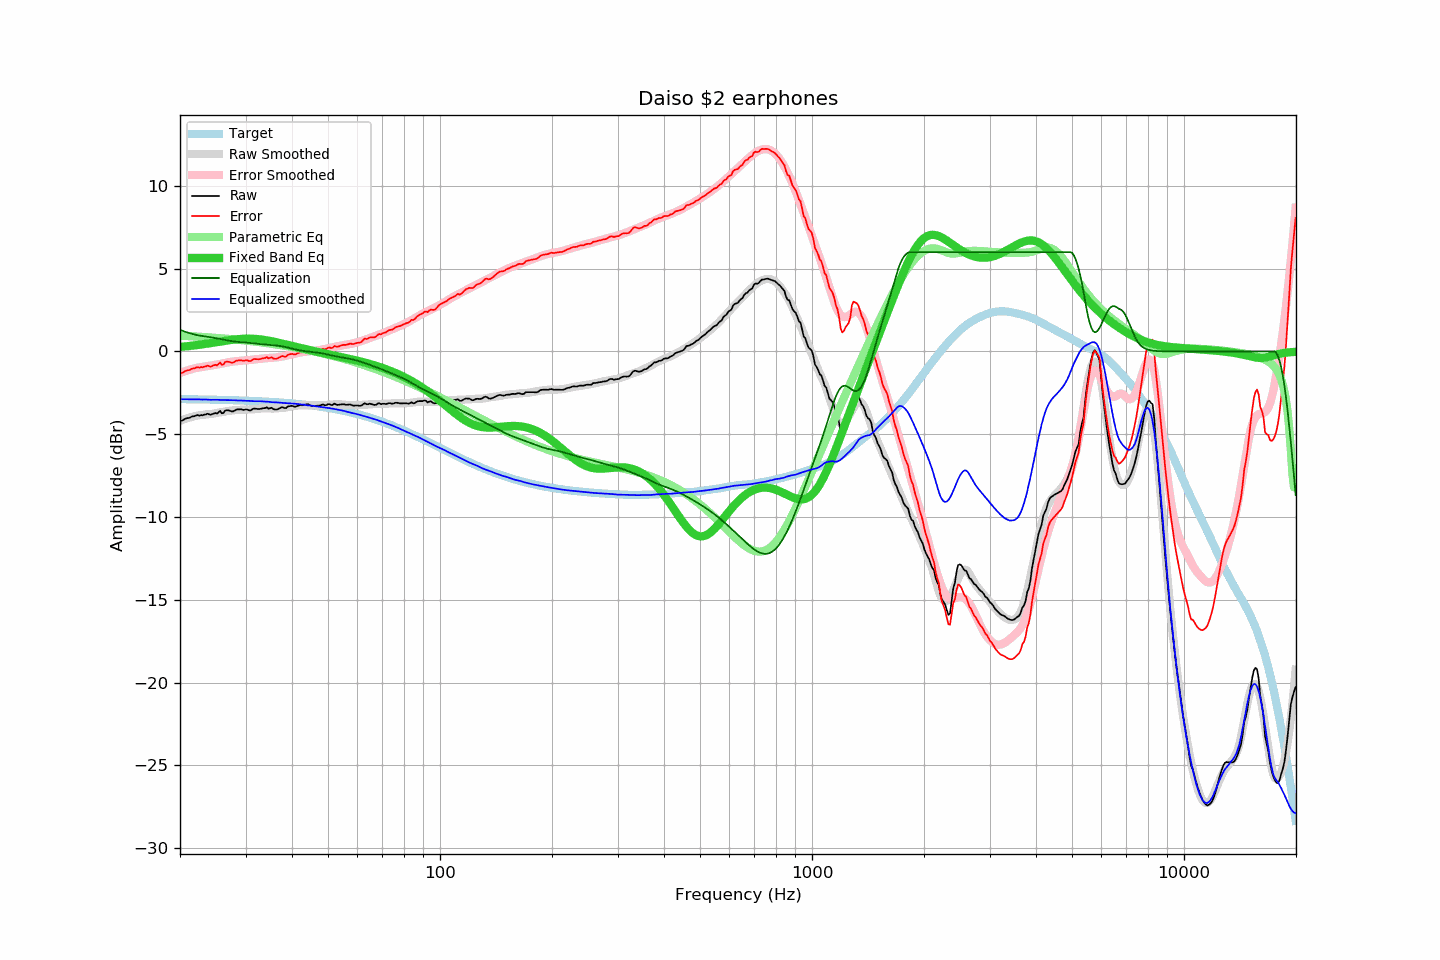 Daiso $2 earphones
Target
Raw Smoothed
Error Smoothed
Raw
Error
Parametric Eq
Fixed Band Eq
Equalization
Equalized smoothed
10
5
0
−5
−10
−15
−20
−25
−30
Amplitude (dBr)
100
1000
10000
Frequency (Hz)